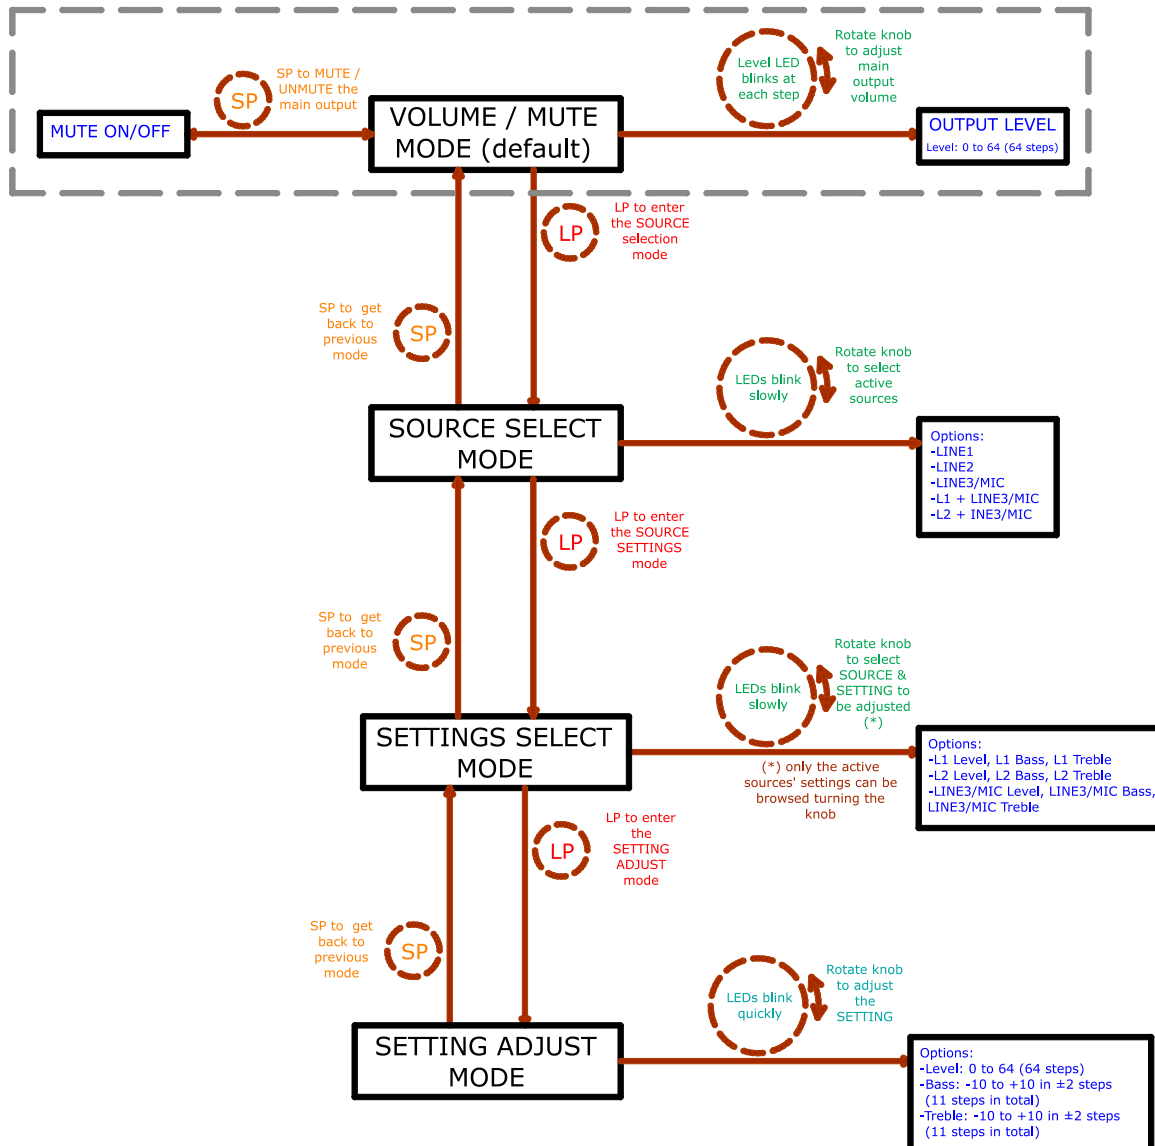 SP to MUTE /
UNMUTE the
main output
SP
MUTE ON/OFF
VOLUME / MUTE
MODE (default)
Level LED
blinks at
each step
Rotate knob
to adjust
main
output
volume
OUTPUT LEVEL
Level: 0 to 64 (64 steps)
LP
LP to enter
the SOURCE
selection
mode
SP to  get
back to
previous
mode
SP
SOURCE SELECT
MODE
LEDs blink
slowly
Rotate knob
to select
active
sources
Options:
-LINE1
-LINE2
-LINE3/MIC
-L1 + LINE3/MIC
-L2 + INE3/MIC
LP
LP to enter
the SOURCE
SETTINGS
mode
SP to  get
back to
previous
mode
SP
SETTINGS SELECT
MODE
LEDs blink
slowly
Rotate knob
to select
SOURCE &
SETTING to
be adjusted
(*)
(*) only the active
sources' settings can be
browsed turning the
knob
Options:
-L1 Level, L1 Bass, L1 Treble
-L2 Level, L2 Bass, L2 Treble
-LINE3/MIC Level, LINE3/MIC Bass,
LINE3/MIC Treble
LP
LP to enter
the
SETTING
ADJUST
mode
SP to  get
back to
previous
mode
SP
SETTING ADJUST
MODE
LEDs blink
quickly
Rotate knob
to adjust
the
SETTING
Options:
-Level: 0 to 64 (64 steps)
-Bass: -10 to +10 in ±2 steps
(11 steps in total)
-Treble: -10 to +10 in ±2 steps
(11 steps in total)